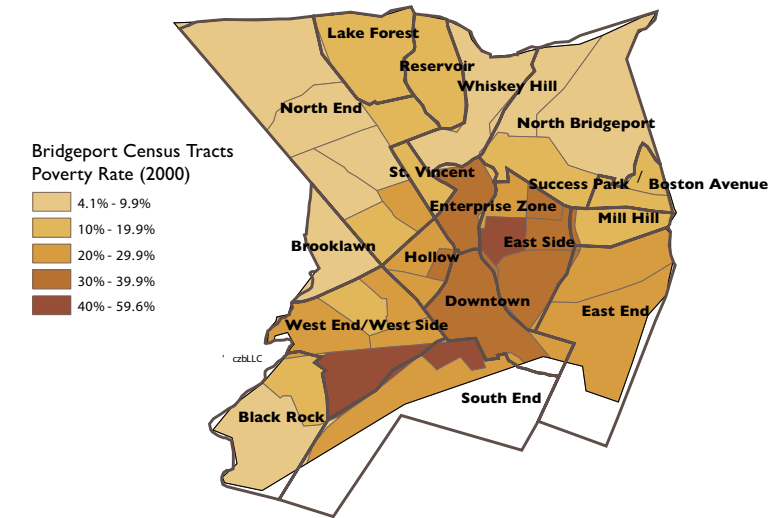 Lake Forest
Reservoir
Whiskey Hill
North End
North Bridgeport
Bridgeport Census Tracts
Poverty Rate (2000)
4.1% - 9.9%
10% - 19.9%
20% - 29.9%
30% - 39.9%
40% - 59.6%
St. Vincent
Success Park
Boston Avenue
Enterprise Zone
Mill Hill
Brooklawn
East Side
Hollow
Downtown
East End
West End/West Side
czbLLC
South End
Black Rock